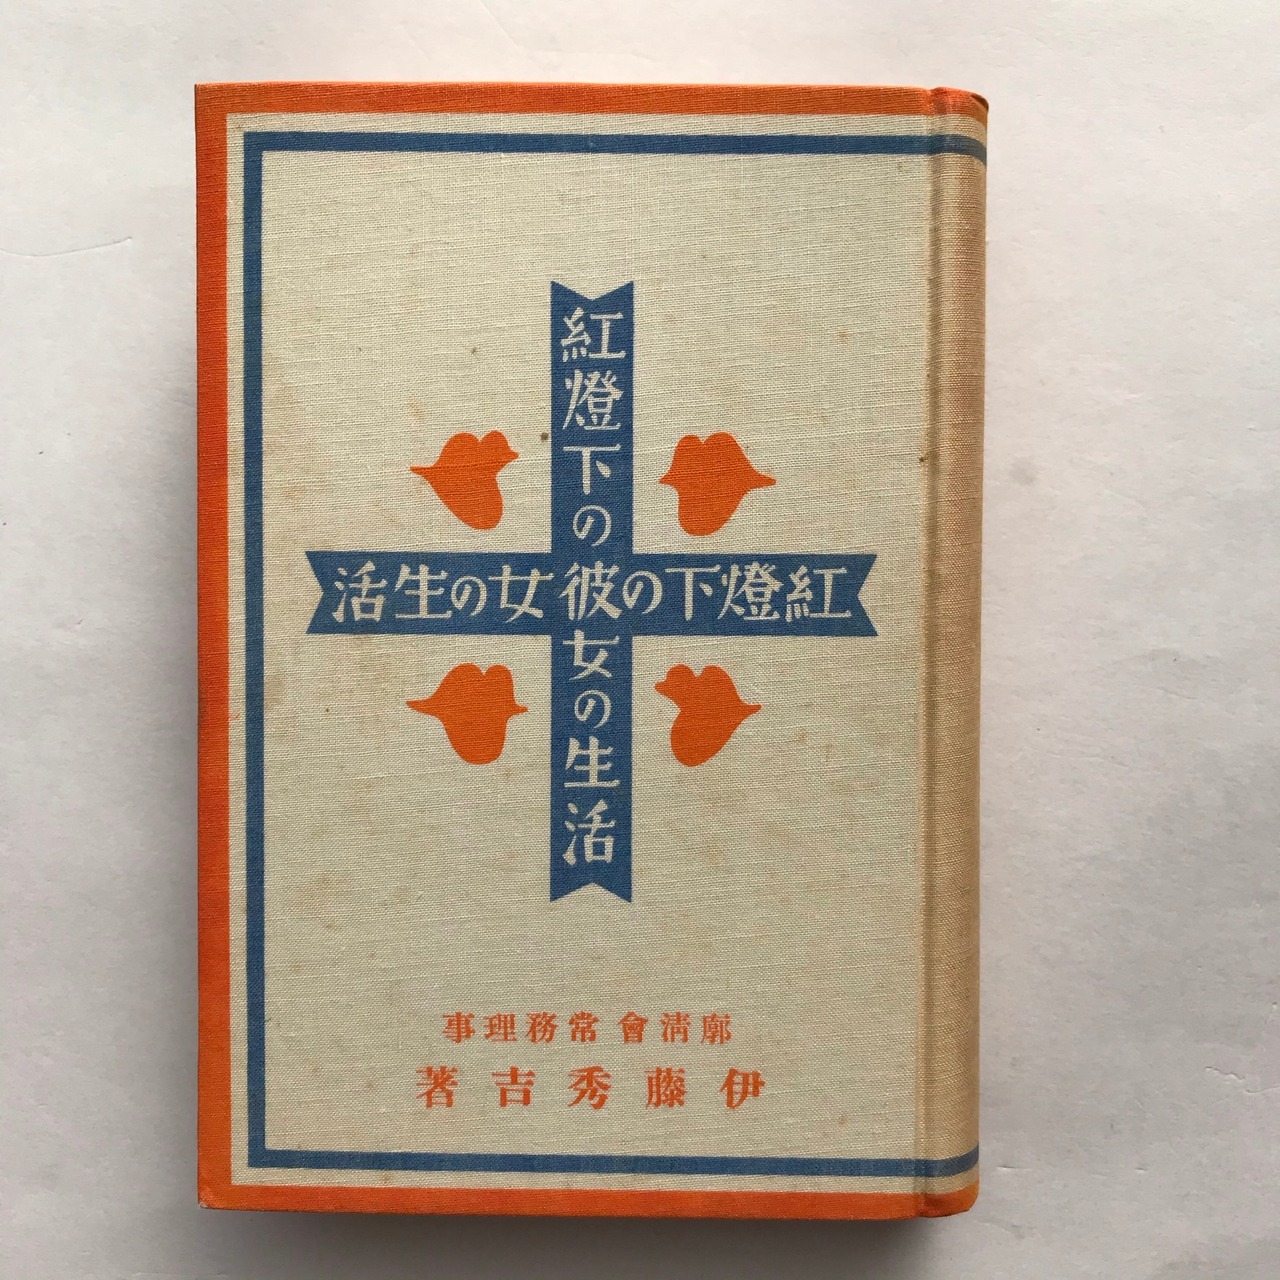 紅燈下の彼女の生活
紅燈下の彼女の生活
廓清會常務理事
伊藤秀吉著